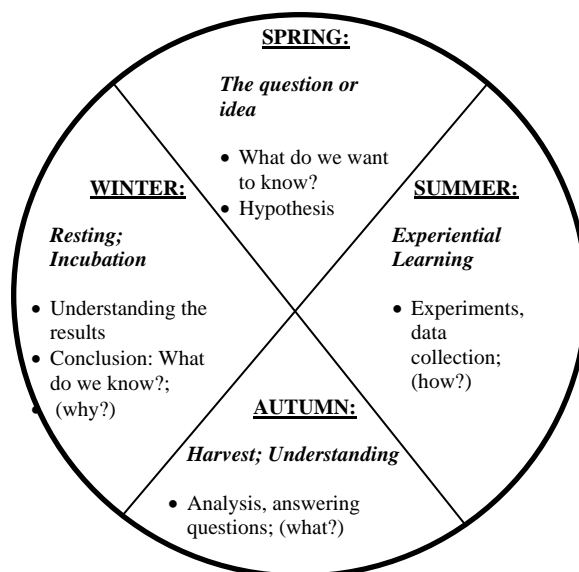 SPRING:
The question or
idea
• What do we want
to know?
• Hypothesis
WINTER:
Resting;
Incubation
• Understanding the
results
• Conclusion: What
do we know?;
• (why?)
SUMMER:
Experiential
Learning
• Experiments,
data
collection;
(how?)
AUTUMN:
Harvest; Understanding
• Analysis, answering
questions; (what?)